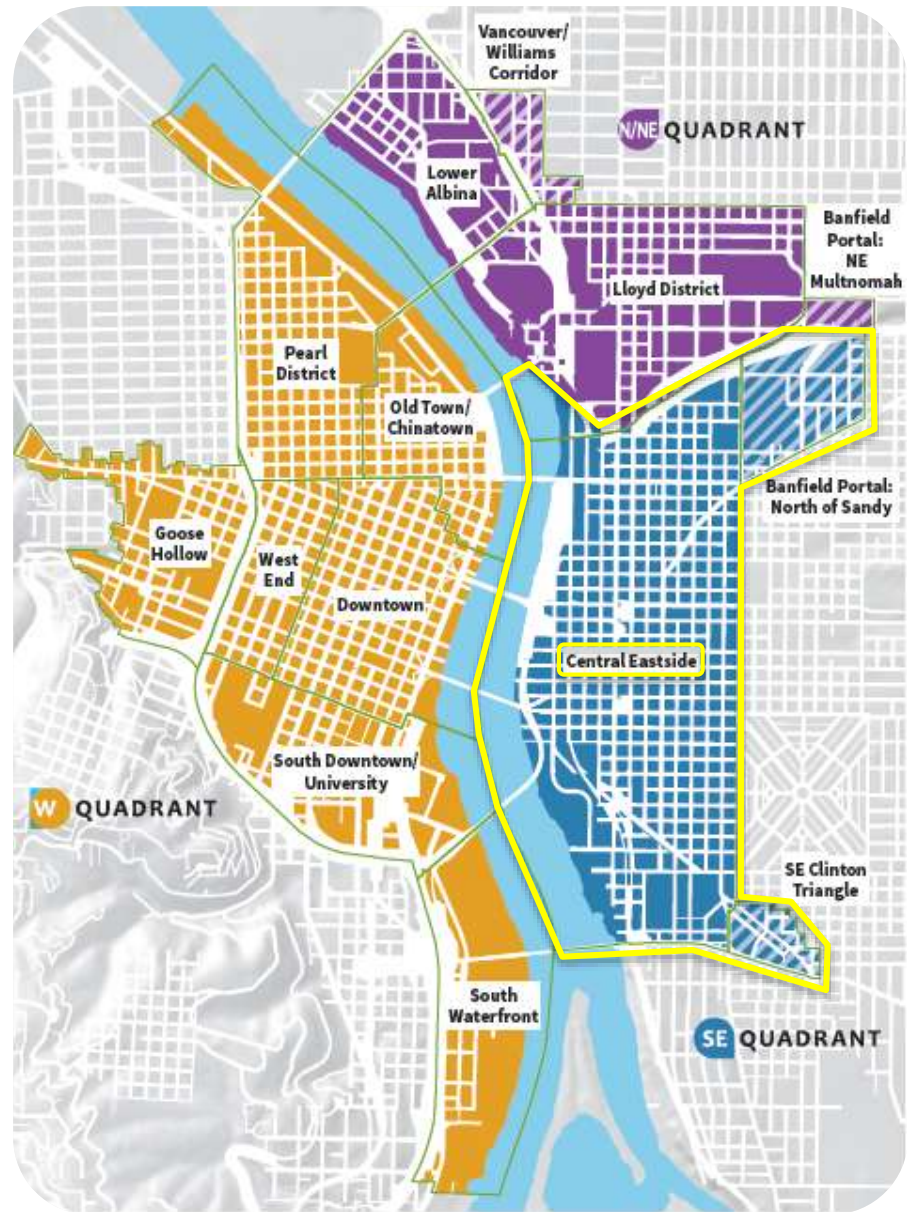 Vancouver/
Williams
Corridor
N/NE QUADRANT
Lower
Albina
Banfield
Portal:
NE
Multnomah
Lloyd District
Pearl
District
Old Town/
Chinatown
Banfield Portal:
North of Sandy
Goose
Hollow
West
End
Downtown
Central Eastside
South Downtown/
University
W QUADRANT
SE Clinton
Triangle
South
Waterfront
SE QUADRANT